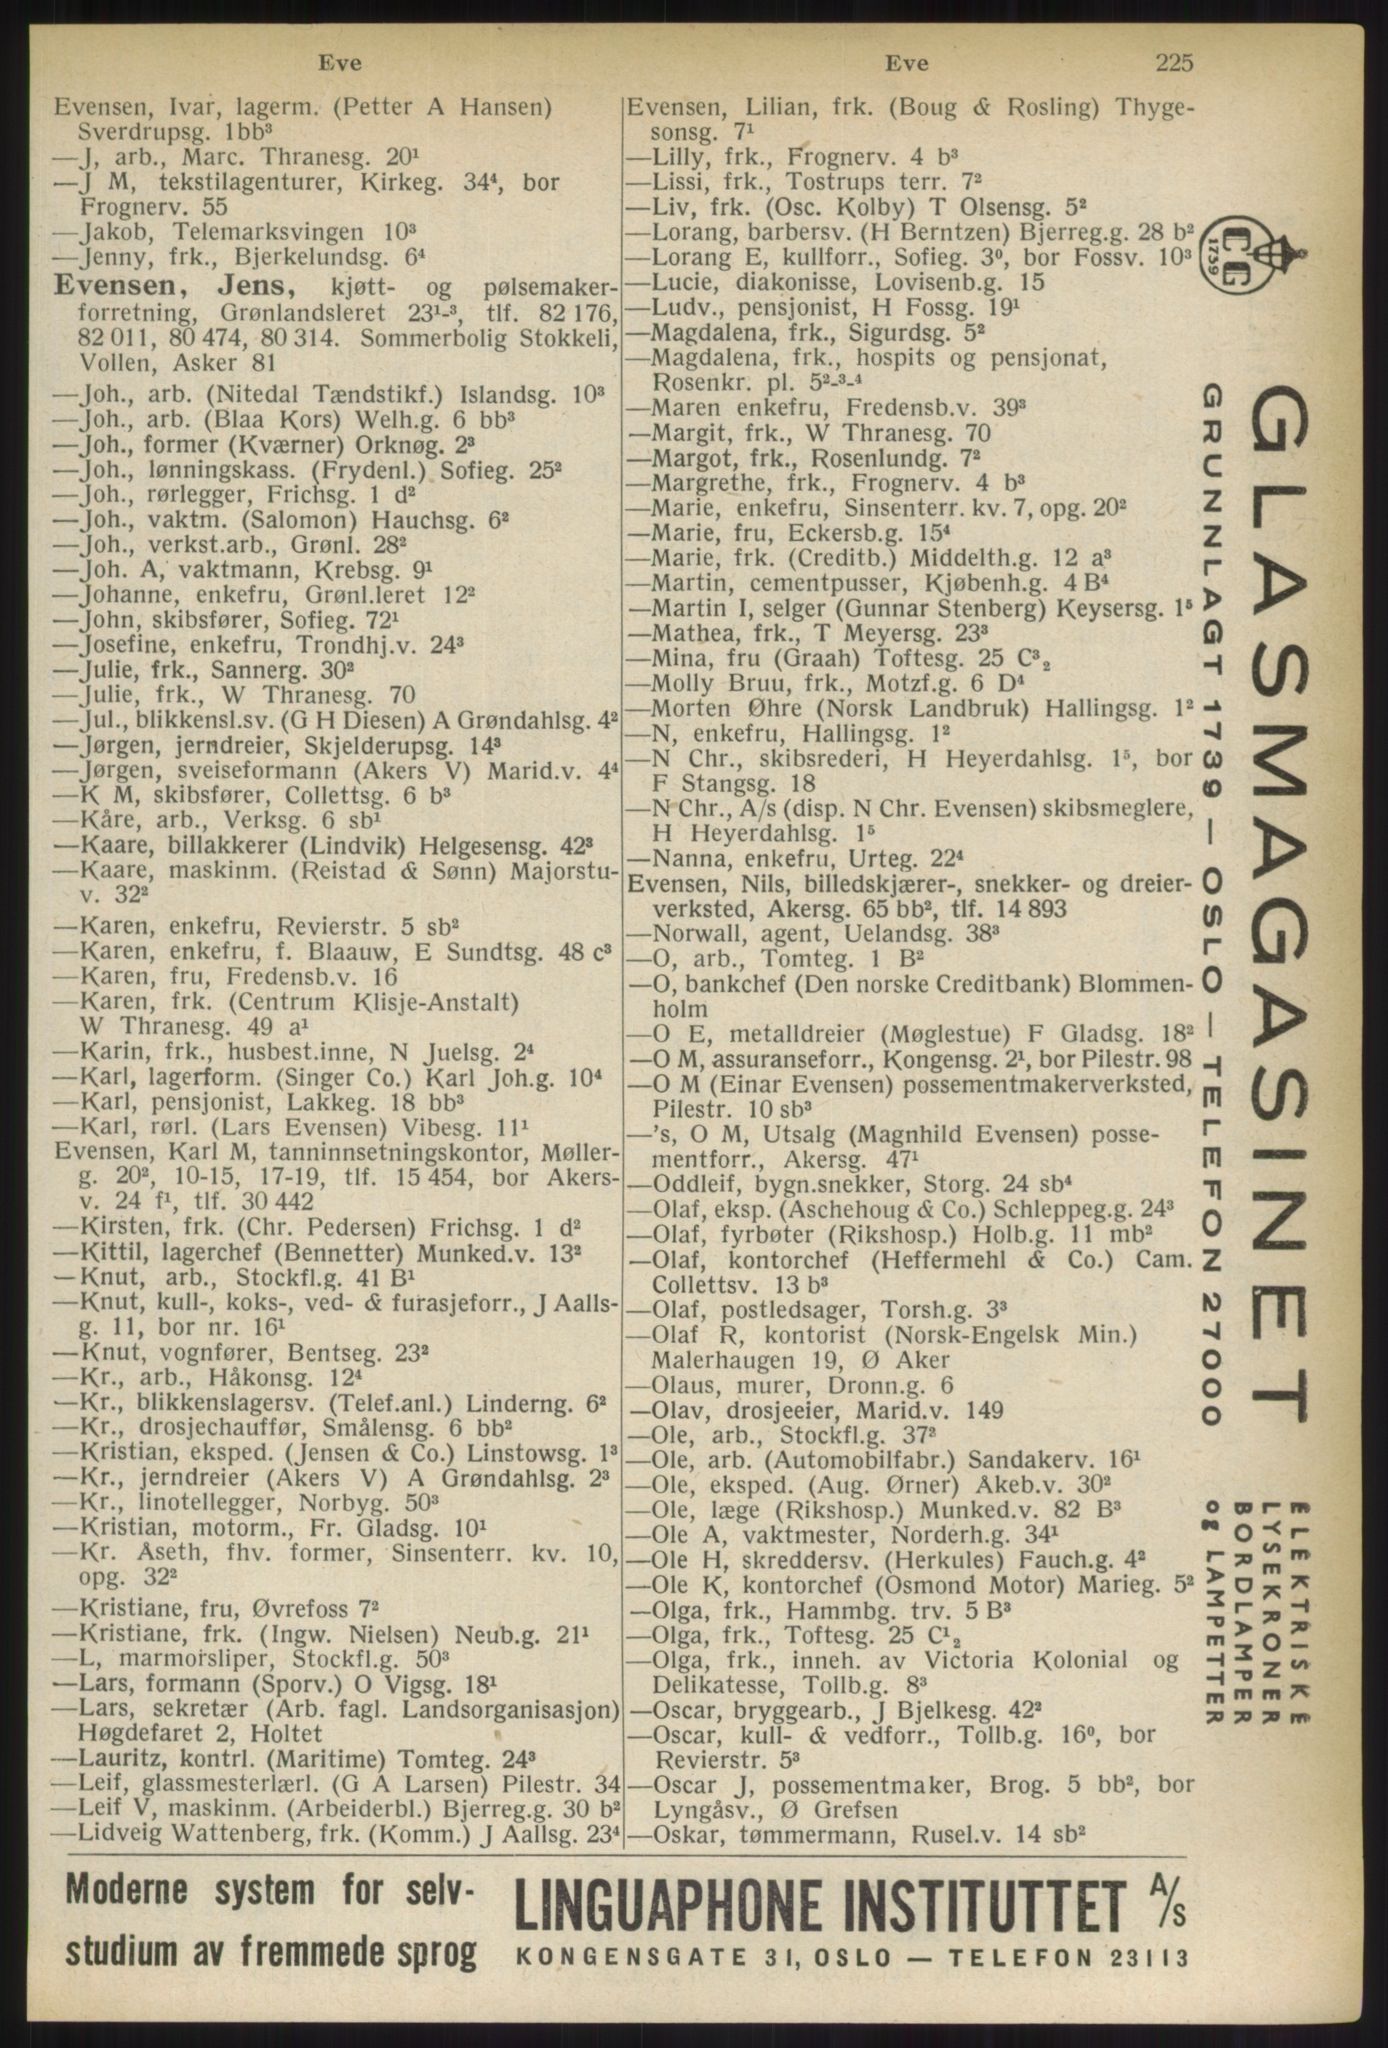 Eve
Eve 225
Evensen, Ivar, lagerm. (Petter A Hansen)
Sverdrupsg. 1bb³
—J, arb., Marc. Thranesg. 20¹
—J M, tekstilagenturer, Kirkeg. 34⁴, bor
Frognerv. 55
—Jakob, Telemarksvingen 10³
—Jenny, frk., Bjerkelundsg. 6⁴
Evensen, Jens, kjøtt- og pølsemaker-
forretning, Grønlandsleret 23¹-³, tlf. 82 176,
82 011, 80 474, 80 314. Sommerbolig Stokkeli,
Vollen, Asker 81
—Joh., arb. (Nitedal Tændstikf.) Islandsg. 10³
—Joh., arb. (Blaa Kors) Welh.g. 6 bb³
—Joh., former (Kværner) Orknøg. 2³
—Joh., lønningskass. (Frydenl.) Sofieg. 25²
—Joh., rørlegger, Frichsg. 1 d²
—Joh., vaktm. (Salomon) Hauchsg. 6²
—Joh., verkst.arb., Grønl. 28²
—Joh. A, vaktmann, Krebsg. 9¹
—Johanne, enkefru, Grønl.leret 12²
—John, skibsfører, Sofieg. 72¹
—Josefine, enkefru, Trondhj.v. 24³
—Julie, frk., Sannerg. 30²
—Julie, frk., W Thranesg. 70
—Jul., blikkensl.sv. (G H Diesen) A Grøndahlsg. 4²
—Jørgen, jerndreier, Skjelderupsg. 14³
—Jørgen, sveiseformann (Akers V) Marid.v. 4⁴
—K M, skibsfører, Collettsg. 6 b³
—Kåre, arb., Verksg. 6 sb¹
—Kaare, billakkerer (Lindvik) Helgesensg. 42³
—Kaare, maskinm. (Reistad & Sønn) Majorstu-
v. 32²
—Karen, enkefru, Revierstr. 5 sb²
—Karen, enkefru, f. Blaauw, E Sundtsg. 48 c³
—Karen, fru, Fredensb.v. 16
—Karen, frk. (Centrum Klisje-Anstalt)
W Thranesg. 49 a¹
—Karin, frk., husbest.inne, N Juelsg. 2⁴
—Karl, lagerform. (Singer Co.) Karl Joh.g. 10⁴
—Karl, pensjonist, Lakkeg. 18 bb³
—Karl, rørl. (Lars Evensen) Vibesg. 11¹
Evensen, Karl M, tanninnsetningskontor, Møller-
g. 20², 10-15, 17-19, tlf. 15 454, bor Akers-
v. 24 f¹, tlf. 30 442
—Kirsten, frk. (Chr. Pedersen) Frichsg. 1 d²
—Kittil, lagerchef (Bennetter) Munked.v. 13²
—Knut, arb., Stockfl.g. 41 B¹
—Knut, kull-, koks-, ved- & furasjeforr., J Aalls-
g. 11, bor nr. 16¹
—Knut, vognfører, Bentseg. 23²
—Kr., arb., Håkonsg. 12⁴
—Kr., blikkenslagersv. (Telef.anl.) Linderng. 6²
—Kr., drosjechauffør, Smålensg. 6 bb²
—Kristian, eksped. (Jensen & Co.) Linstowsg. 1³
—Kr., jerndreier (Akers V) A Grøndahlsg. 2³
—Kr., linotellegger, Norbyg. 50³
—Kristian, motorm., Fr. Gladsg. 10¹
—Kr. Åseth, fhv. former, Sinsenterr. kv. 10,
opg. 32²
—Kristiane, fru, Øvrefoss 7²
—Kristiane, frk. (Ingw. Nielsen) Neub.g. 21¹
—L, marmorsliper, Stockfl.g. 50³
—Lars, formann (Sporv.) O Vigsg. 18¹
—Lars, sekretær (Arb. fagl. Landsorganisasjon)
Høgdefaret 2, Holtet
—Lauritz, kontrl. (Maritime) Tomteg. 24³
—Leif, glassmesterlærl. (G A Larsen) Pilestr. 34
—Leif V, maskinm. (Arbeiderbl.) Bjerreg.g. 30 b²
—Lidveig Wattenberg, frk. (Komm.) J Aallsg. 23⁴
Evensen, Lilian, frk. (Boug & Rosling) Thyge-
sonsg. 7¹
—Lilly, frk., Frognerv. 4 b³
—Lissi, frk., Tostrups terr. 7²
—Liv, frk. (Osc. Kolby) T Olsensg. 5²
—Lorang, barbersv. (H Berntzen) Bjerreg.g. 28 b²
—Lorang E, kullforr., Sofieg. 3⁰, bor Fossv. 10³
—Lucie, diakonisse, Lovisenb.g. 15
—Ludv., pensjonist, H Fossg. 19¹
—Magdalena, frk., Sigurdsg. 5²
—Magdalena, frk., hospits og pensjonat,
Rosenkr. pl. 5²-³-⁴
—Maren enkefru, Fredensb.v. 39³
—Margit, frk., W Thranesg. 70
—Margot, frk., Rosenlundg. 7²
—Margrethe, frk., Frognerv. 4 b³
—Marie, enkefru, Sinsenterr. kv. 7, opg. 20²
—Marie, fru, Eckersb.g. 15⁴
—Marie, frk. (Creditb.) Middelth.g. 12 a³
—Martin, cementpusser, Kjøbenh.g. 4 B⁴
—Martin I, selger (Gunnar Stenberg) Keysersg. 1⁵
—Mathea, frk., T Meyersg. 23³
—Mina, fru (Graah) Toftesg. 25 C³₂
—Molly Bruu, frk., Motzf.g. 6 D⁴
—Morten Øhre (Norsk Landbruk) Hallingsg. 1²
—N, enkefru, Hallingsg. 1²
—N Chr., skibsrederi, H Heyerdahlsg. 1⁵, bor
F Stangsg. 18
—N Chr., A/s (disp. N Chr. Evensen) skibsmeglere,
H Heyerdahlsg. 1⁵
—Nanna, enkefru, Urteg. 22⁴
Evensen, Nils, billedskjærer-, snekker- og dreier-
verksted, Akersg. 65 bb², tlf. 14 893
—Norwall, agent, Uelandsg. 38³
—O, arb., Tomteg. 1 B²
—O, bankchef (Den norske Creditbank) Blommen-
holm
—O E, metalldreier (Møglestue) F Gladsg. 18²
—O M, assuranseforr., Kongensg. 2¹, bor Pilestr. 98
—O M (Einar Evensen) possementmakerverksted,
Pilestr. 10 sb³
—'s, O M, Utsalg (Magnhild Evensen) posse-
mentforr., Akersg. 47¹
—Oddleif, bygn.snekker, Storg. 24 sb⁴
—Olaf, eksp. (Aschehoug & Co.) Schleppeg.g. 24³
—Olaf, fyrbøter (Rikshosp.) Holb.g. 11 mb²
—Olaf, kontorchef (Heffermehl & Co.) Cam.
Collettsv. 13 b³
—Olaf, postledsager, Torsh.g. 3³
—Olaf R, kontorist (Norsk-Engelsk Min.)
Malerhaugen 19, Ø Aker
—Olaus, murer, Dronn.g. 6
—Olav, drosjeeier, Marid.v. 149
—Ole, arb., Stockfl.g. 37²
—Ole, arb. (Automobilfabr.) Sandakerv. 16¹
—Ole, eksped. (Aug. Ørner) Åkeb.v. 30²
—Ole, læge (Rikshosp.) Munked.v. 82 B³
—Ole A, vaktmester, Norderh.g. 34¹
—Ole H, skreddersv. (Herkules) Fauch.g. 4²
—Ole K, kontorchef (Osmond Motor) Marieg. 5²
—Olga, frk., Hammbg. trv. 5 B³
—Olga, frk., Toftesg. 25 C¹₂
—Olga, frk., inneh. av Victoria Kolonial og
Delikatesse, Tollb.g. 8³
—Oscar, bryggearb., J Bjelkesg. 42²
—Oscar, kull- & vedforr., Tollb.g. 16⁰, bor
Revierstr. 5³
—Oscar J, possementmaker, Brog. 5 bb², bor
Lyngåsv., Ø Grefsen
—Oskar, tømmermann, Rusel.v. 14 sb²
CG
1739
GLASMAGASINET
GRUNNLAGT 1739 — OSLO — TELEFON 27000
ELEKTRISKE
LYSEKRONER
BORDLAMPER
og LAMPETTER
Moderne system for selv-
studium av fremmede sprog
LINGUAPHONE INSTITUTTET A/S
KONGENSGATE 31, OSLO — TELEFON 23113